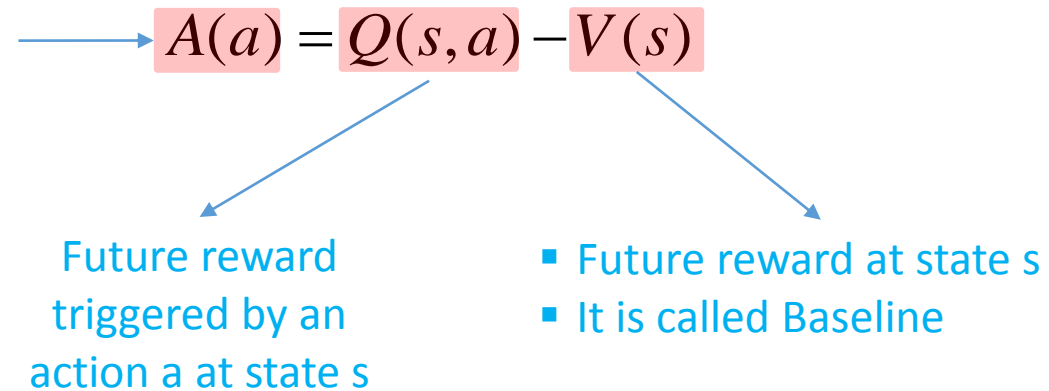 A(a) = Q(s,a) − V(s)
Future reward
triggered by an
action a at state s
▪ Future reward at state s
▪ It is called Baseline